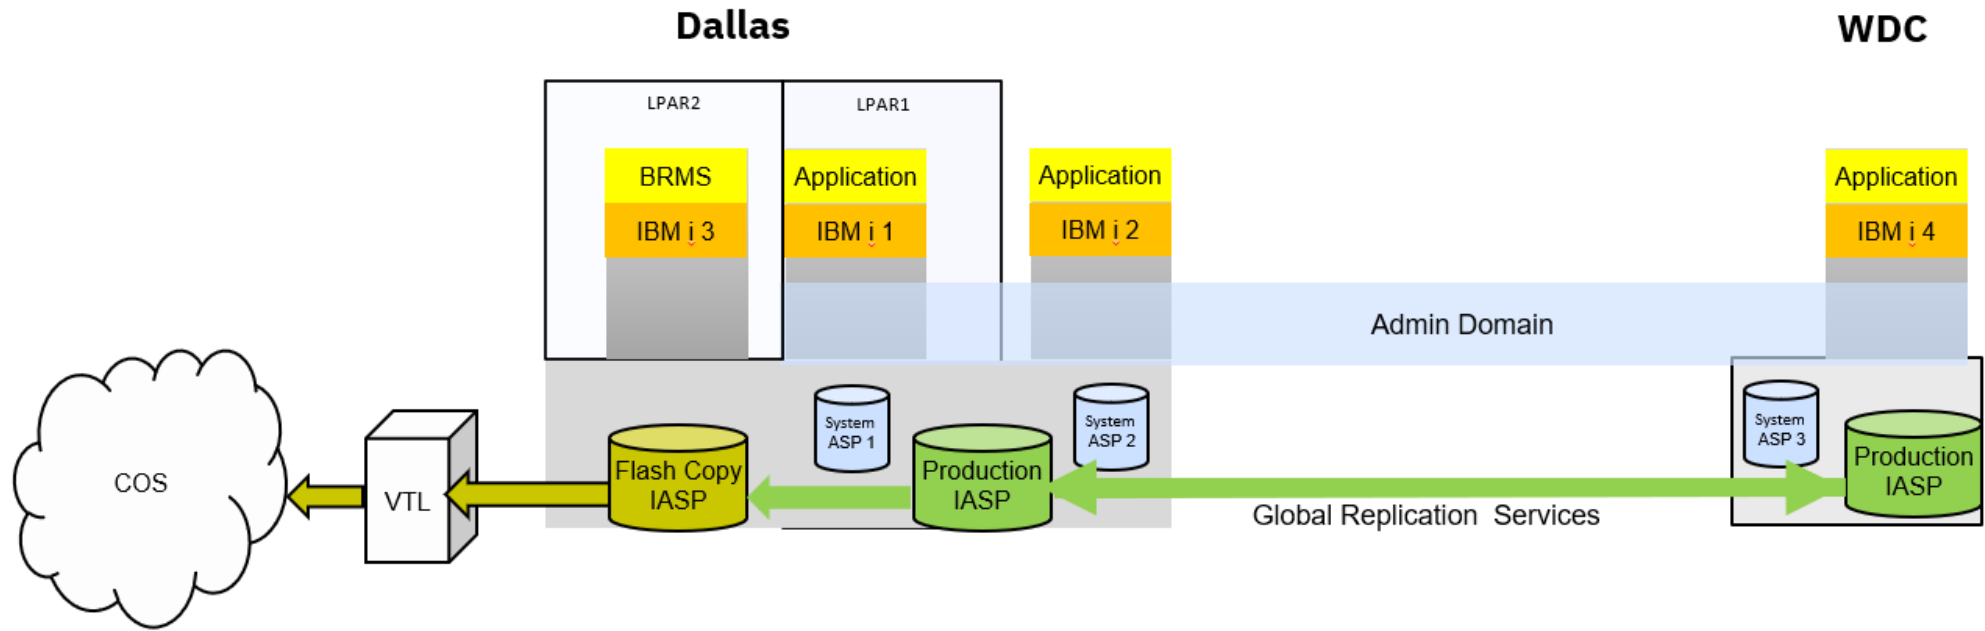 Dallas
WDC
LPAR2
LPAR1
BRMS
Application
Application
Application
IBM i 3
IBM i 1
IBM i 2
IBM i 4
Admin Domain
System
ASP 1
System
ASP 2
System
ASP 3
COS
VTL
Flash Copy
IASP
Production
IASP
Production
IASP
Global Replication Services